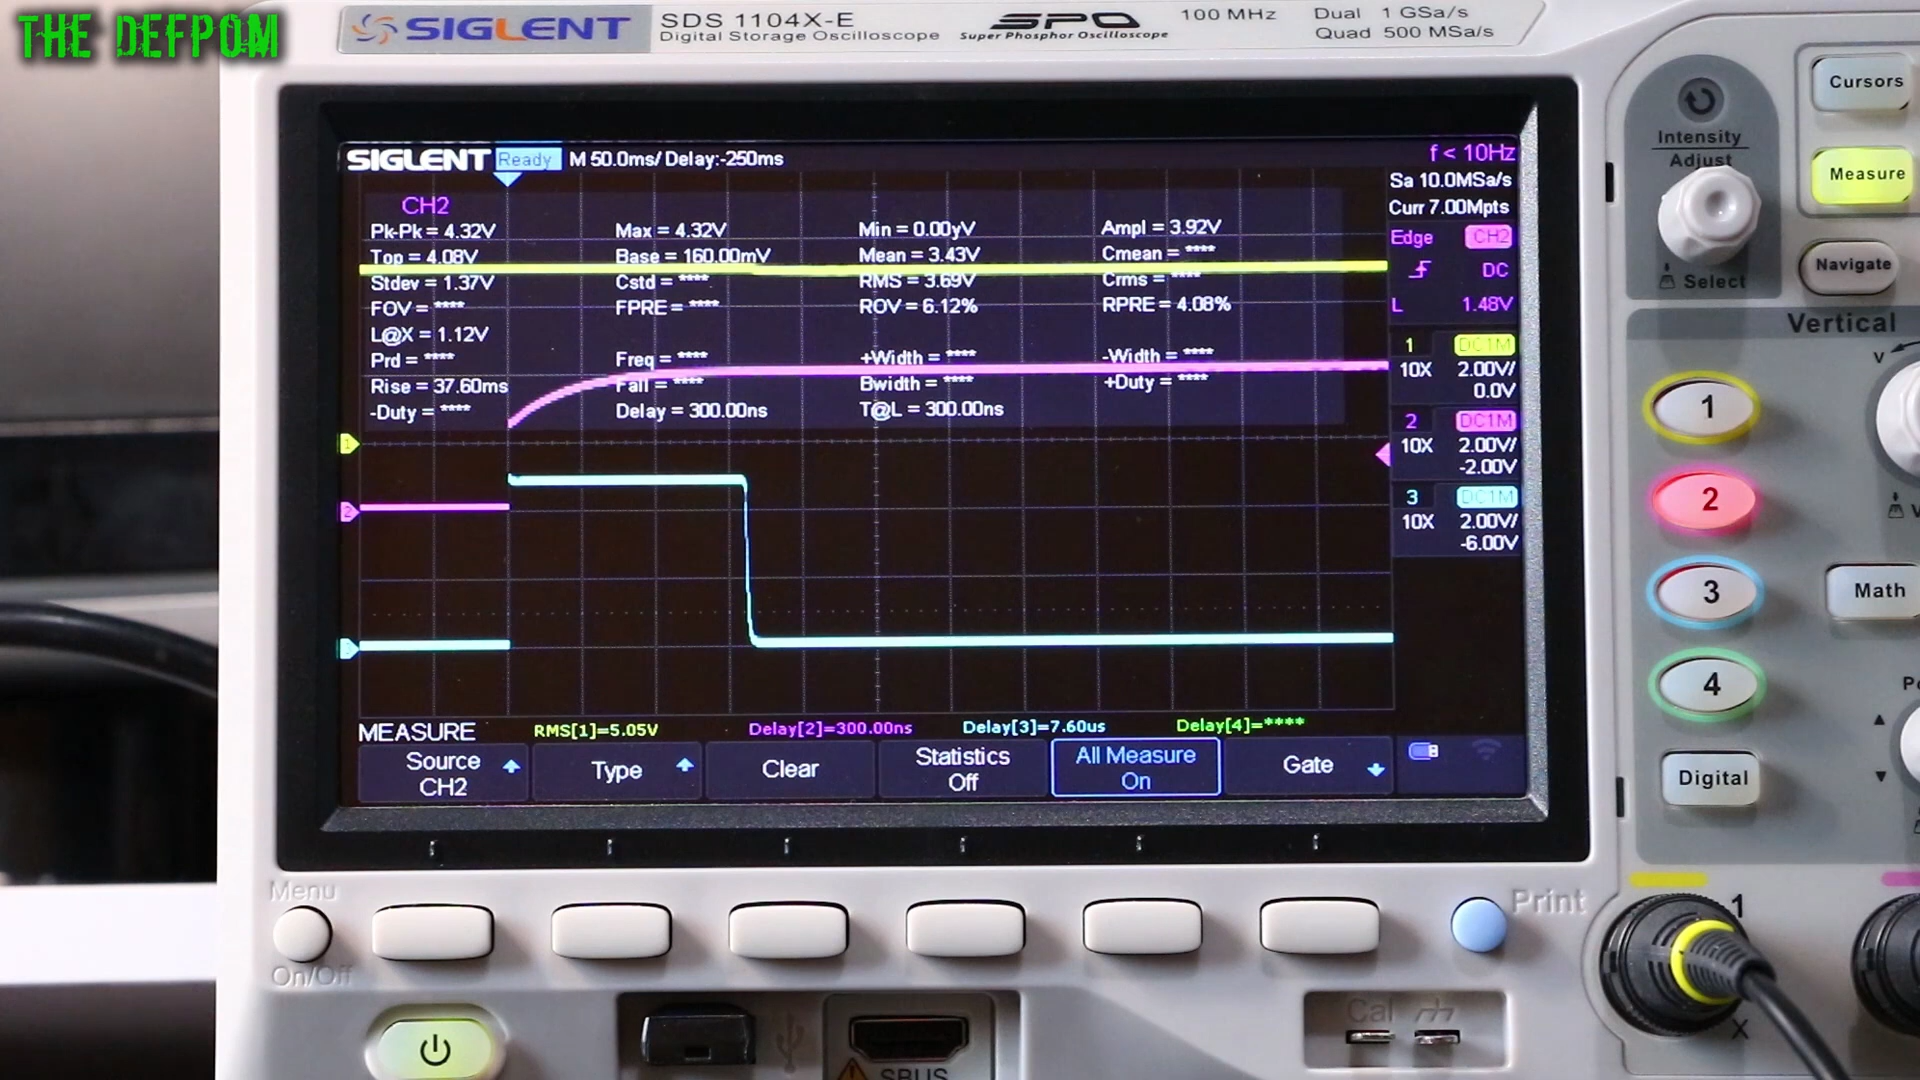 THE DEFPOM
SIGLENT
SDS 1104X-E
Digital Storage Oscilloscope
SPO
Super Phosphor Oscilloscope
100 MHz
Dual 1 GSa/s
Quad 500 MSa/s
SIGLENT Ready M 50.0ms/ Delay:-250ms
f < 10Hz
Sa 10.0MSa/s
Curr 7.00Mpts
CH2
Pk-Pk = 4.32V Max = 4.32V Min = 0.00yV Ampl = 3.92V
Top = 4.08V Base = 160.00mV Mean = 3.43V Cmean = ****
Stdev = 1.37V Cstd = **** RMS = 3.69V Crms = ****
FOV = **** FPRE = **** ROV = 6.12% RPRE = 4.08%
L@X = 1.12V
Prd = **** Freq = **** +Width = **** -Width = ****
Rise = 37.60ms Fall = **** Bwidth = **** +Duty = ****
-Duty = **** Delay = 300.00ns T@L = 300.00ns
Edge CH2
DC
L 1.48V
1 DC1M
10X 2.00V/
0.0V
2 DC1M
10X 2.00V/
-2.00V
3 DC1M
10X 2.00V/
-6.00V
1
2
3
MEASURE RMS[1]=5.05V Delay[2]=300.00ns Delay[3]=7.60us Delay[4]=****
Source
CH2
Type
Clear
Statistics
Off
All Measure
On
Gate
Intensity
Adjust
Select
Cursors
Measure
Navigate
Vertical
V
1
2
3
4
Math
Digital
Menu
On/Off
Print
1
X
Cal
SBUS